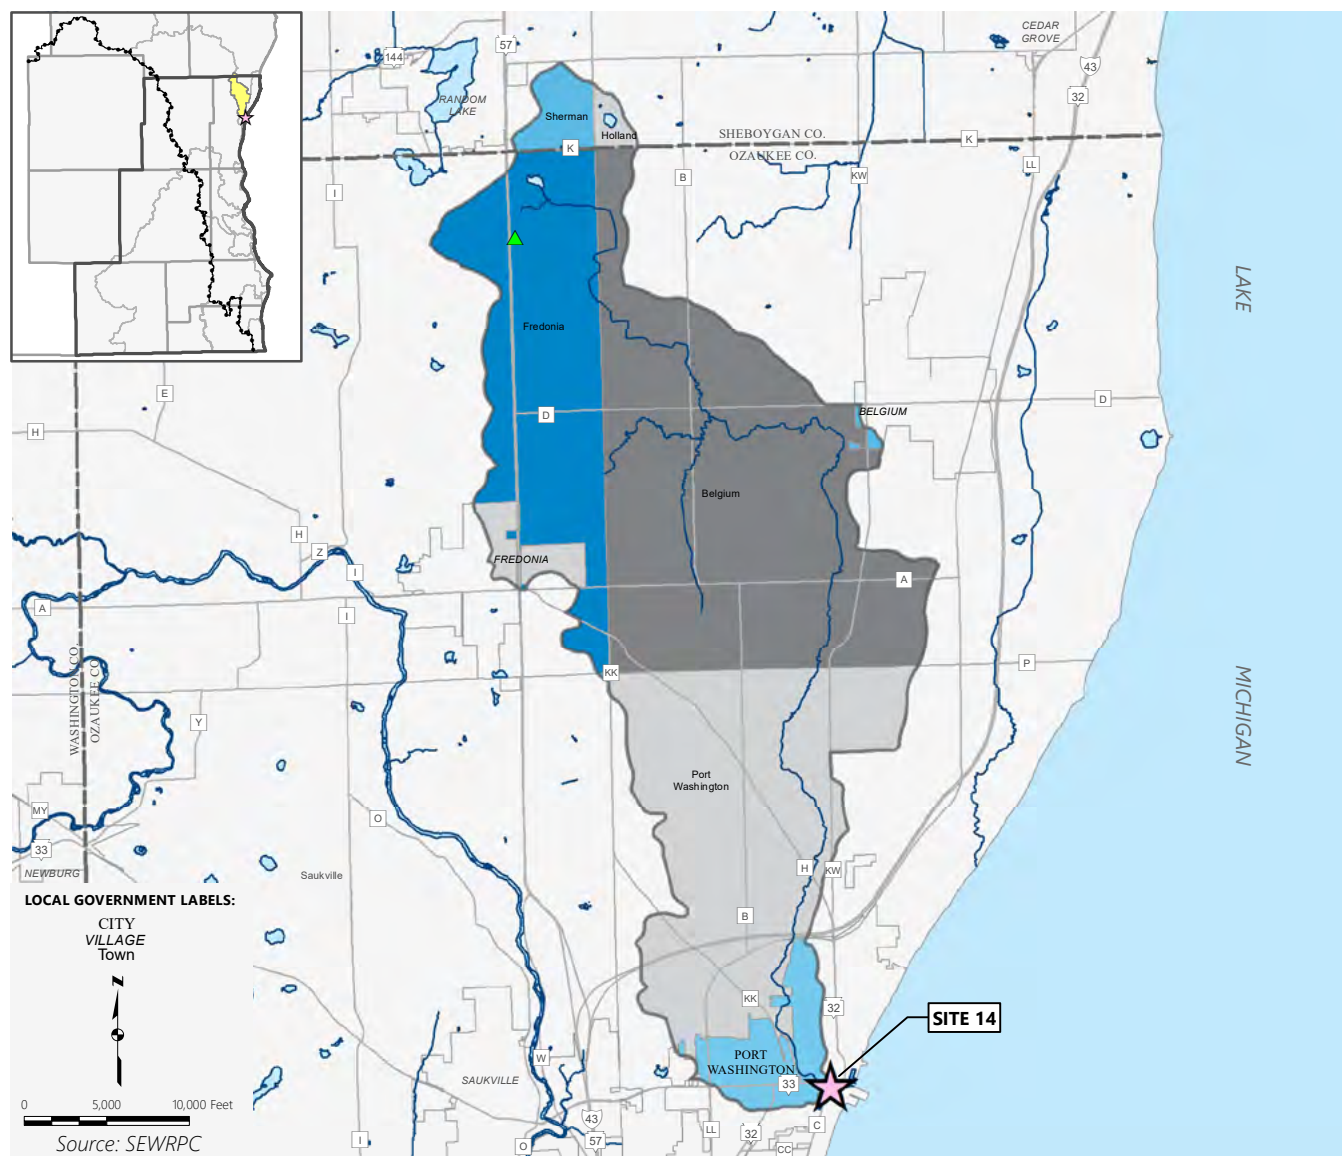 CEDAR
GROVE
57
144
43
32
RANDOM
LAKE
Sherman
Holland
SHEBOYGAN CO.
OZAUKEE CO.
K
K
LL
I
B
KW
LAKE
Fredonia
E
D
D
BELGIUM
H
Belgium
H
Z
FREDONIA
I
A
A
I
WASHINGTON CO.
OZAUKEE CO.
KK
P
MICHIGAN
Y
Port
Washington
MY
O
33
H
KW
NEWBURG
Saukville
LOCAL GOVERNMENT LABELS:
CITY
VILLAGE
Town
B
N
KK
32
SITE 14
W
PORT
WASHINGTON
SAUKVILLE
33
0 5,000 10,000 Feet
43
LL
32
C
I
O
57
CC
Source: SEWRPC